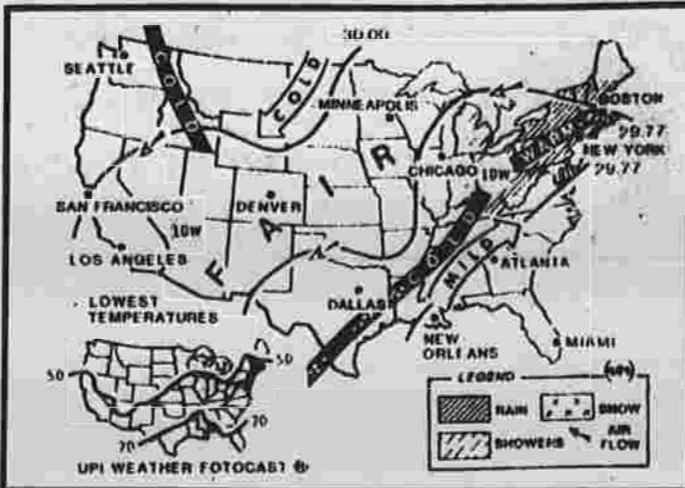 30.00
SEATTLE
COLD
COLD
MINNEAPOLIS
BOSTON
WARM
29.77
NEW YORK
29.77
CHICAGO
LOW
FAIR
SAN FRANCISCO
DENVER
LOW
LOS ANGELES
COLD
MILD
ATLANTA
DALLAS
NEW ORLEANS
MIAMI
LOWEST
TEMPERATURES
50
50
70
70
UPI WEATHER FOTOCAST ®
LEGEND
RAIN
SNOW
SHOWERS
AIR
FLOW